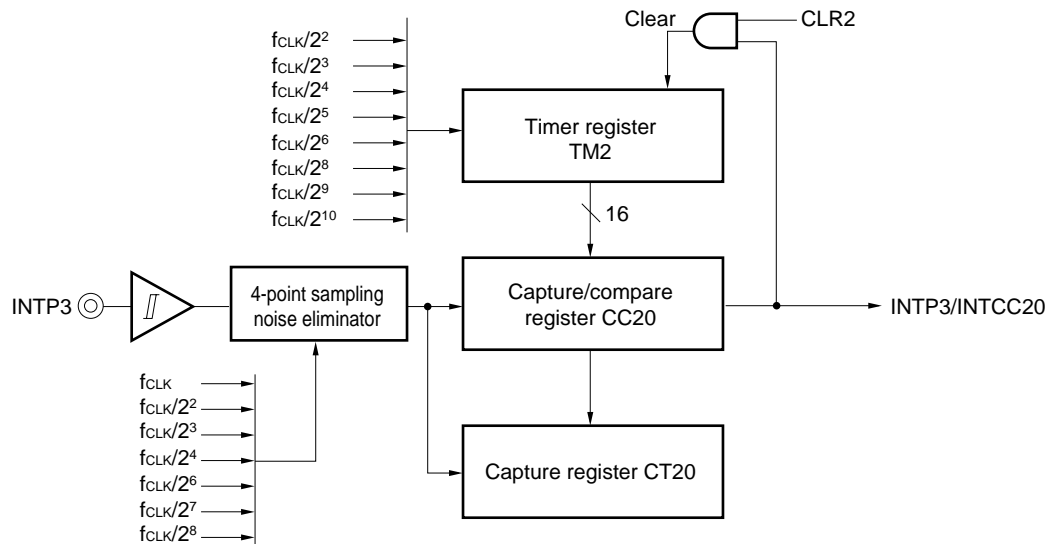 Clear
CLR2
fCLK/2²
fCLK/2³
fCLK/2⁴
fCLK/2⁵
fCLK/2⁶
fCLK/2⁸
fCLK/2⁹
fCLK/2¹⁰
Timer register
TM2
16
INTP3
4-point sampling
noise eliminator
Capture/compare
register CC20
INTP3/INTCC20
fCLK
fCLK/2²
fCLK/2³
fCLK/2⁴
fCLK/2⁶
fCLK/2⁷
fCLK/2⁸
Capture register CT20